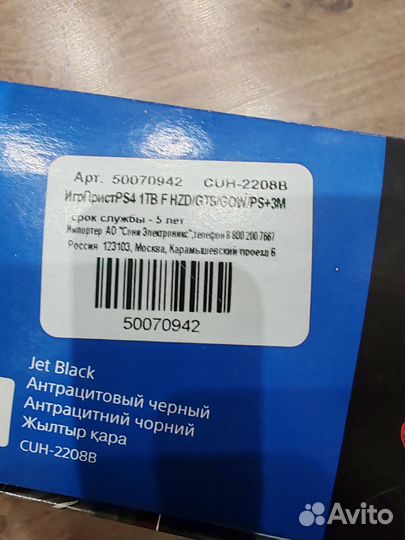 Арт. 50070942 CUH-2208B
ИгрПристPS4 1TB F HZD/GTS/GOW/PS+3M
срок службы - 5 лет
Импортер АО "Сони Электроникс",телефон 8 800 200 7667
Россия 123103, Москва, Карамышевский проезд 6
50070942
Jet Black
Антрацитовый черный
Антрацитний чорний
Жылтыр қара
CUH-2208B
Avito